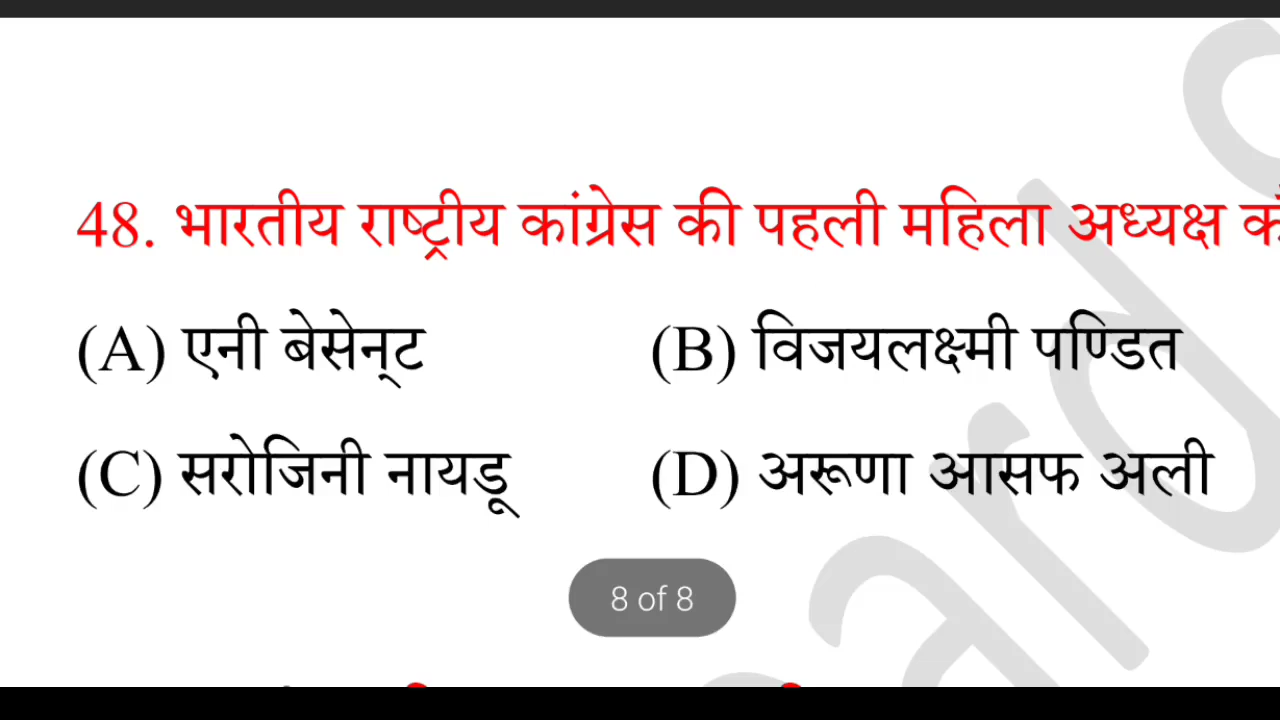 48. भारतीय राष्ट्रीय कांग्रेस की पहली महिला अध्यक्ष
(A) एनी बेसेन्ट (B) विजयलक्ष्मी पण्डित
(C) सरोजिनी नायडू (D) अरूणा आसफ अली
8 of 8